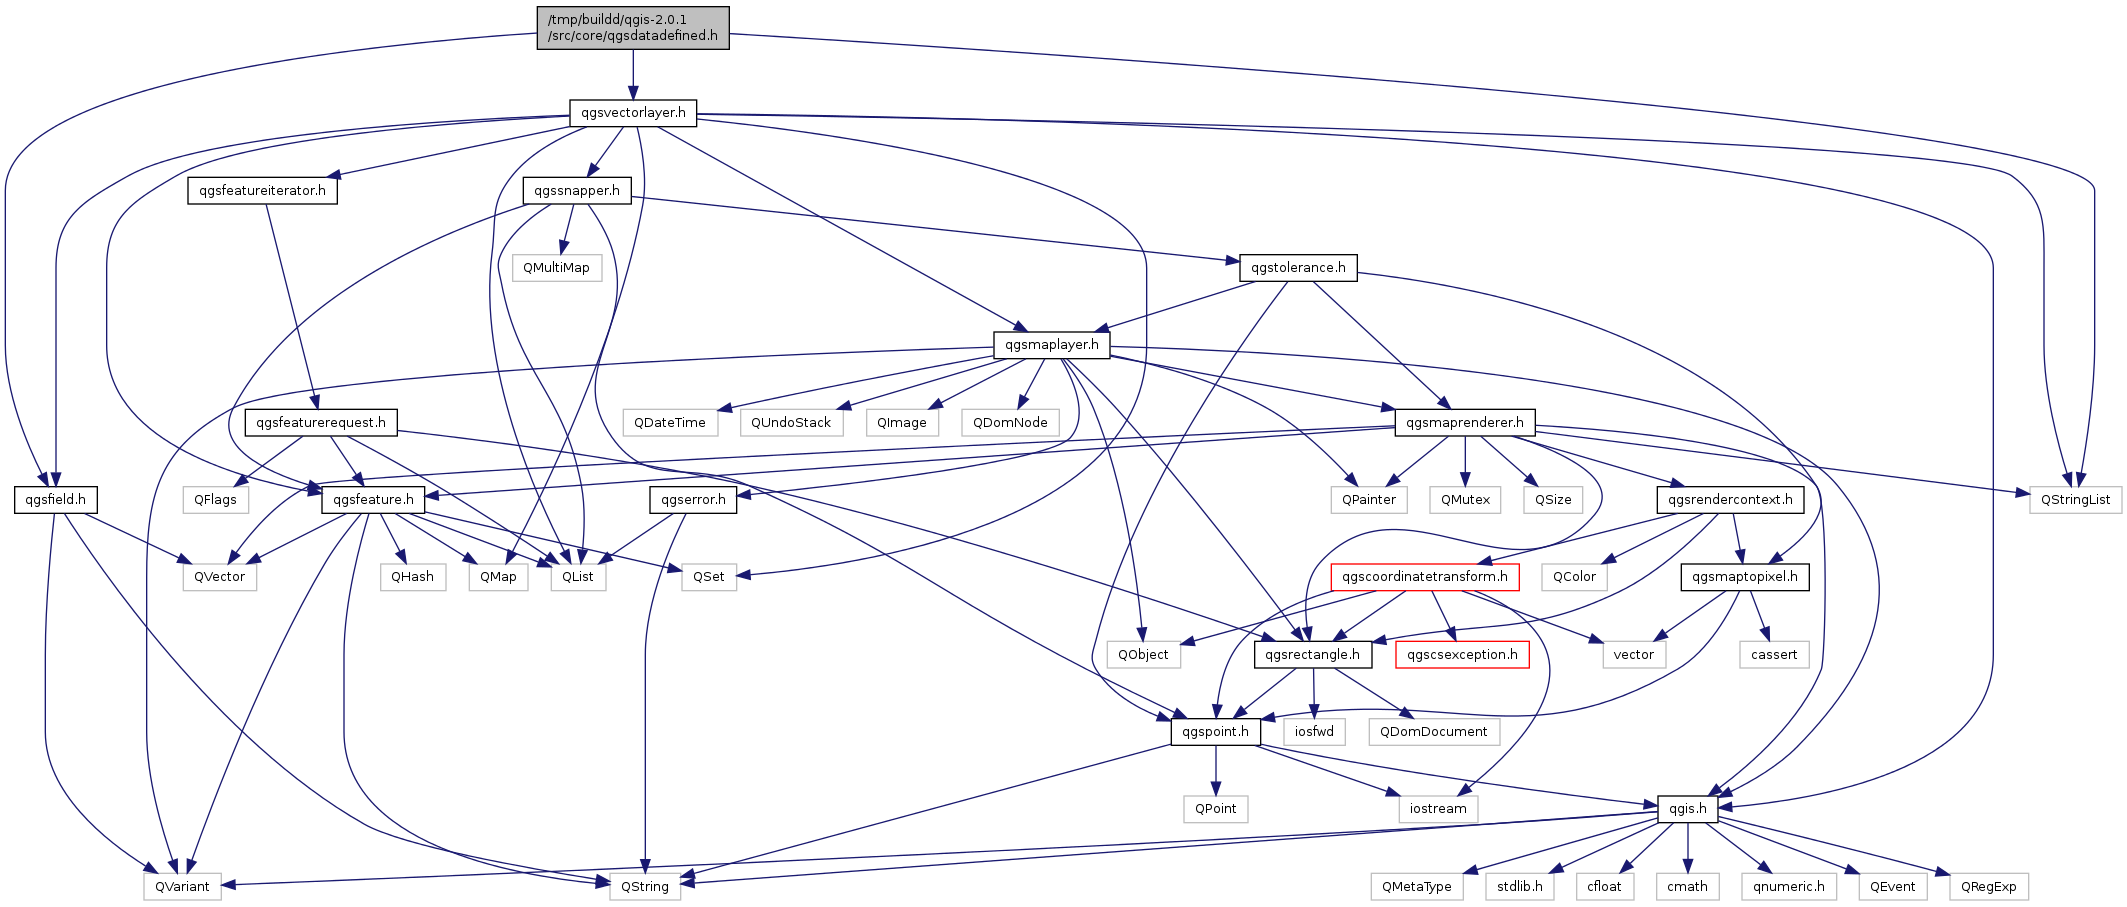 /tmp/buildd/qgis-2.0.1
/src/core/qgsdatadefined.h
qgsvectorlayer.h
qgsfeatureiterator.h
qgssnapper.h
QMultiMap
qgstolerance.h
qgsmaplayer.h
qgsfeaturerequest.h
QDateTime
QUndoStack
QImage
QDomNode
qgsmaprenderer.h
qgsfield.h
QFlags
qgsfeature.h
qgserror.h
QPainter
QMutex
QSize
qgsrendercontext.h
QStringList
QVector
QHash
QMap
QList
QSet
qgscoordinatetransform.h
QColor
qgsmaptopixel.h
QObject
qgsrectangle.h
qgscsexception.h
vector
cassert
qgspoint.h
iosfwd
QDomDocument
QPoint
iostream
qgis.h
QVariant
QString
QMetaType
stdlib.h
cfloat
cmath
qnumeric.h
QEvent
QRegExp